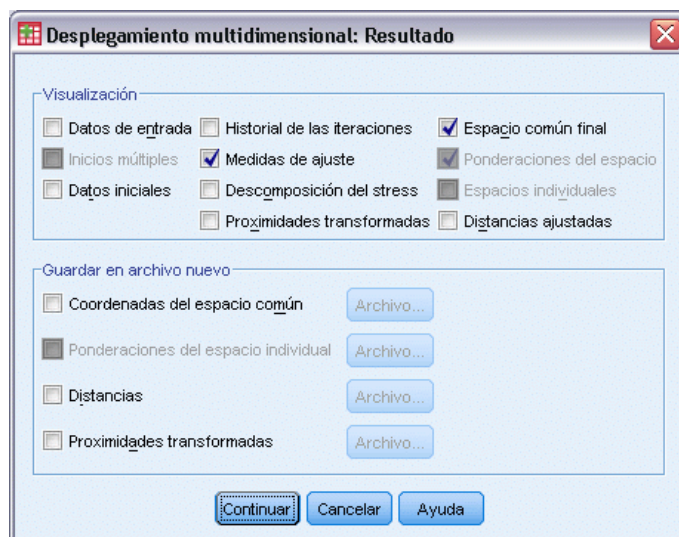 Desplegamiento multidimensional: Resultado
Visualización
Datos de entrada
Historial de las iteraciones
Espacio común final
Inicios múltiples
Medidas de ajuste
Ponderaciones del espacio
Datos iniciales
Descomposición del stress
Espacios individuales
Proximidades transformadas
Distancias ajustadas
Guardar en archivo nuevo
Coordenadas del espacio común
Archivo...
Ponderaciones del espacio individual
Archivo...
Distancias
Archivo...
Proximidades transformadas
Archivo...
Continuar
Cancelar
Ayuda